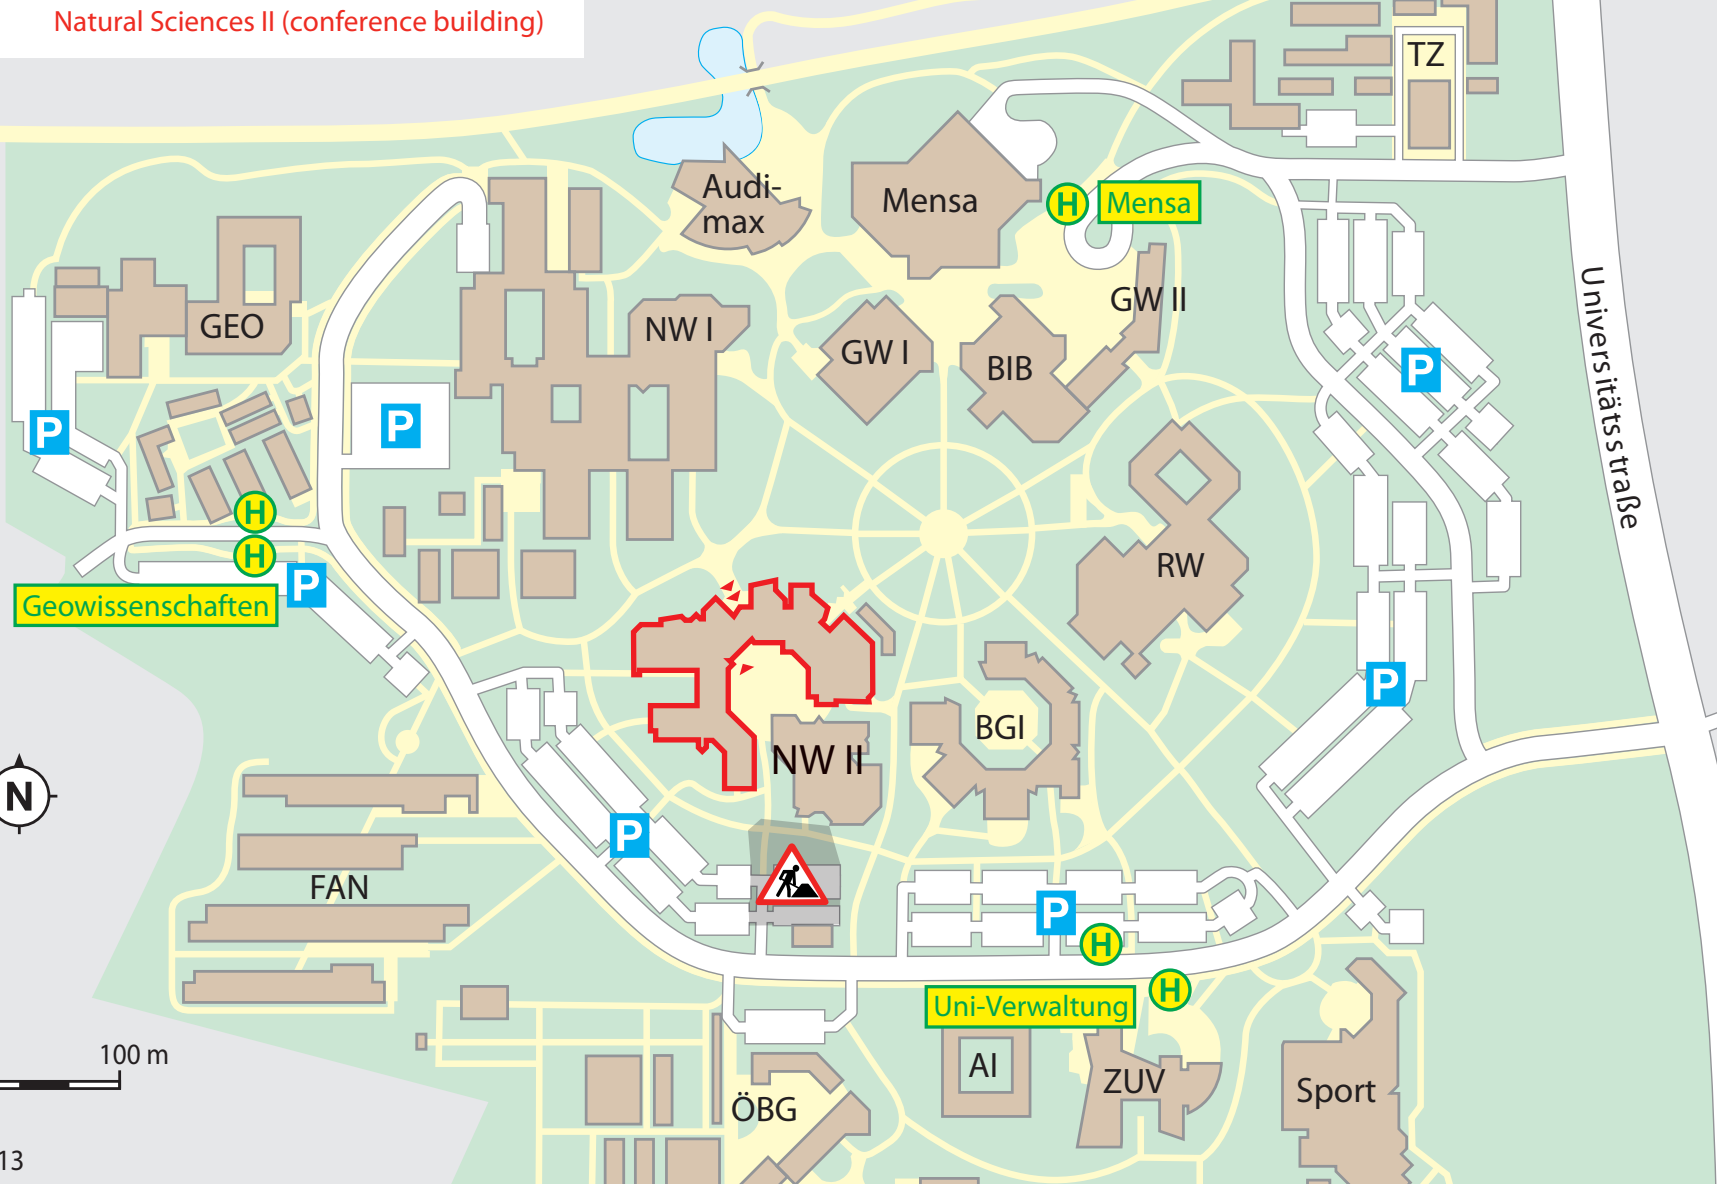 Natural Sciences II (conference building)
TZ
Audi-
max
Mensa
H
Mensa
GEO
NW I
GW I
BIB
GW II
Universitätsstraße
P
P
P
H
H
P
Geowissenschaften
RW
P
BGI
NW II
N
P
FAN
P
H
H
Uni-Verwaltung
100 m
AI
ZUV
Sport
ÖBG
13